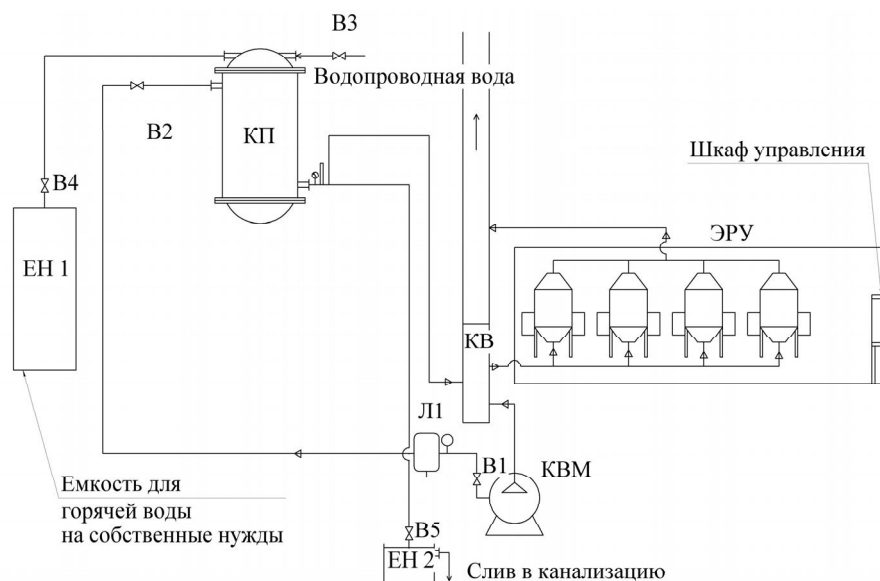 В3
Водопроводная вода
В2
КП
Шкаф управления
В4
ЭРУ
ЕН 1
КВ
Л1
В1
КВМ
Емкость для
горячей воды
на собственные нужды
В5
ЕН 2
Слив в канализацию